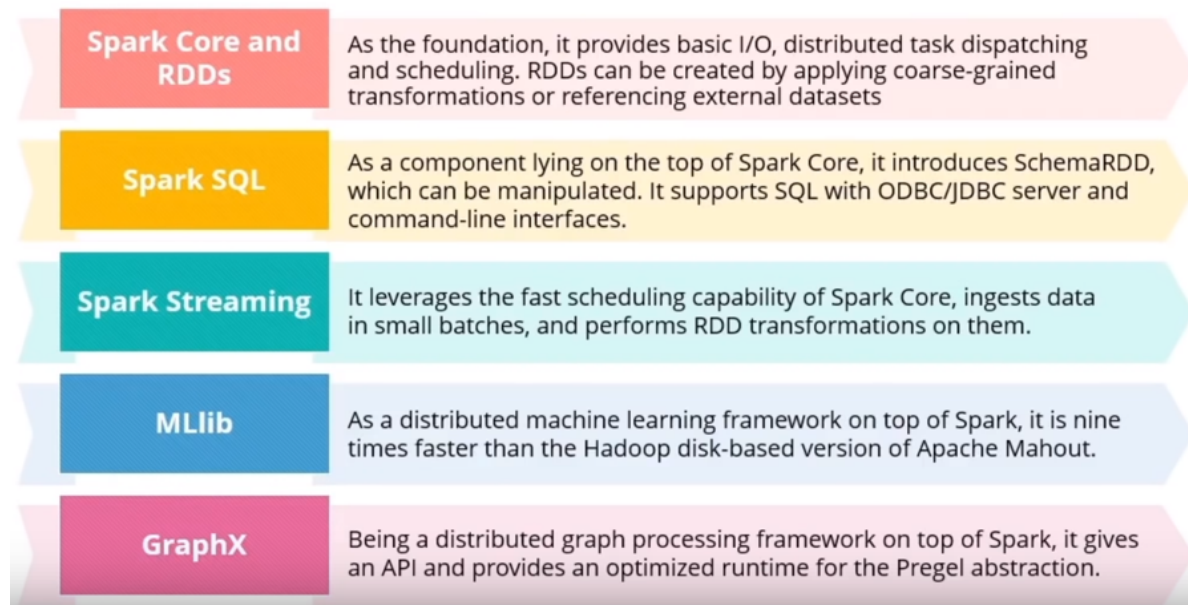 Spark Core and
RDDs
As the foundation, it provides basic I/O, distributed task dispatching
and scheduling. RDDs can be created by applying coarse-grained
transformations or referencing external datasets
Spark SQL
As a component lying on the top of Spark Core, it introduces SchemaRDD,
which can be manipulated. It supports SQL with ODBC/JDBC server and
command-line interfaces.
Spark Streaming
It leverages the fast scheduling capability of Spark Core, ingests data
in small batches, and performs RDD transformations on them.
MLlib
As a distributed machine learning framework on top of Spark, it is nine
times faster than the Hadoop disk-based version of Apache Mahout.
GraphX
Being a distributed graph processing framework on top of Spark, it gives
an API and provides an optimized runtime for the Pregel abstraction.